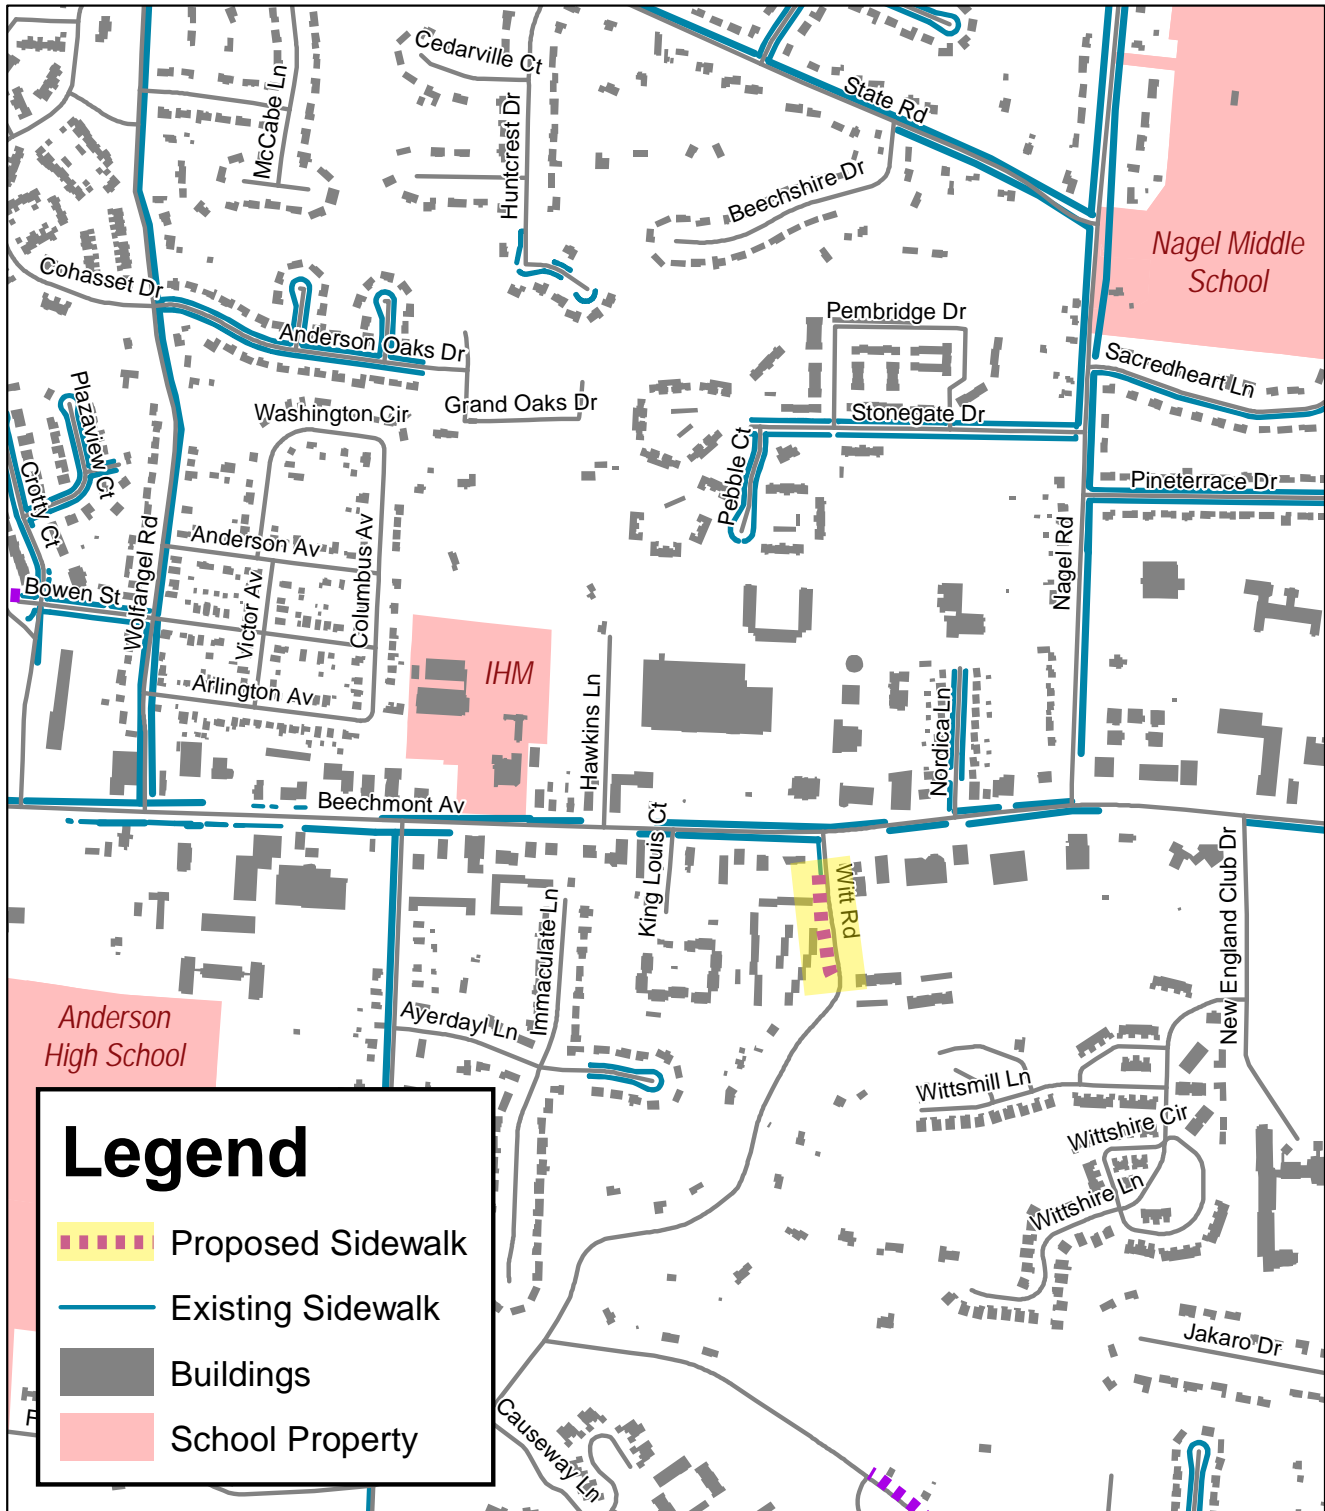 Cedarville Ct
McCabe Ln
Huntcrest Dr
State Rd
Beechshire Dr
Nagel Middle
School
Cohasset Dr
Anderson Oaks Dr
Pembridge Dr
Sacredheart Ln
Plazaview Ct
Washington Cir
Grand Oaks Dr
Stonegate Dr
Crotty Ct
Pebble Ct
Pineterrace Dr
Wolfangel Rd
Anderson Av
Columbus Av
Nagel Rd
Bowen St
Victor Av
IHM
Arlington Av
Hawkins Ln
Nordica Ln
Beechmont Av
King Louis Ct
Witt Rd
New England Club Dr
Immaculate Ln
Anderson
High School
Ayerdayl Ln
Wittsmill Ln
Wittshire Cir
Wittshire Ln
Legend
Proposed Sidewalk
Existing Sidewalk
Buildings
School Property
Jakaro Dr
Causeway Ln